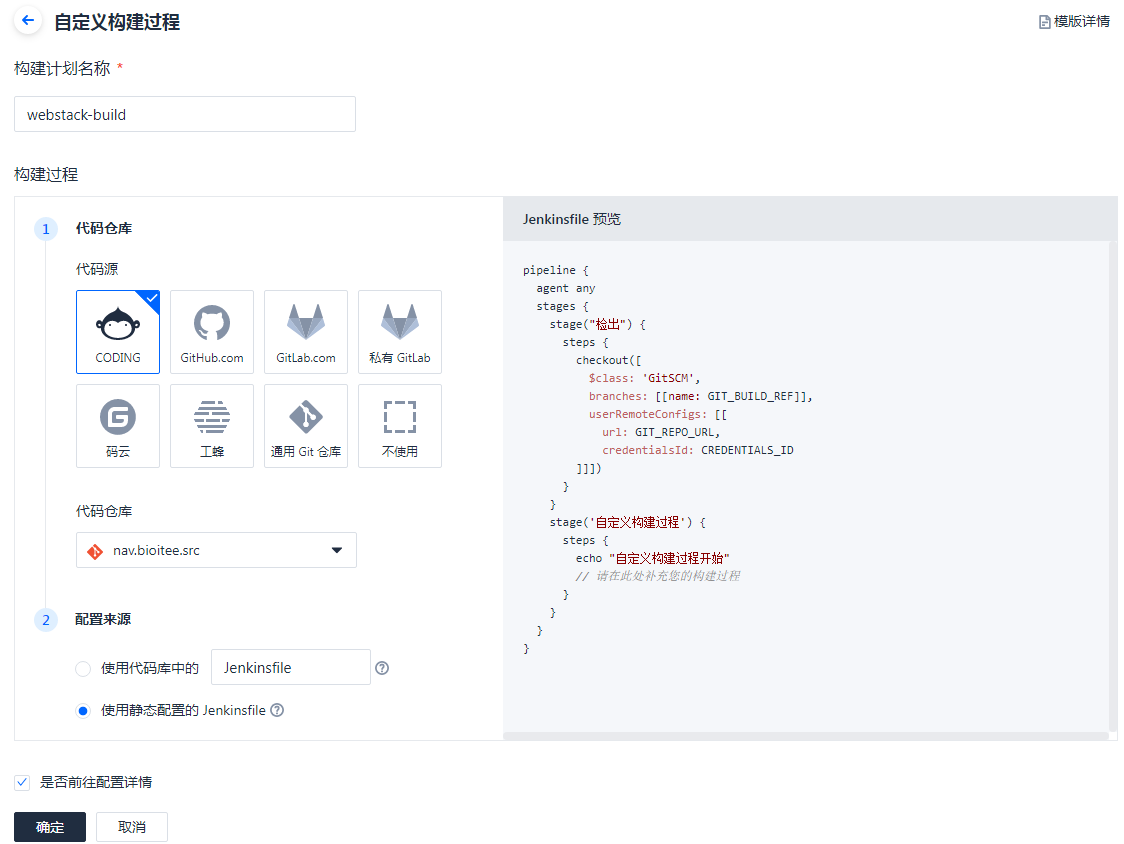 自定义构建过程
模版详情
构建计划名称 *
webstack-build
构建过程
1 代码仓库
代码源
CODING GitHub.com GitLab.com 私有 GitLab
码云 工蜂 通用 Git 仓库 不使用
代码仓库
nav.bioitee.src
2 配置来源
使用代码库中的 Jenkinsfile ?
使用静态配置的 Jenkinsfile ?
Jenkinsfile 预览
pipeline {
  agent any
  stages {
    stage("检出") {
      steps {
        checkout([
          $class: 'GitSCM',
          branches: [[name: GIT_BUILD_REF]],
          userRemoteConfigs: [[
            url: GIT_REPO_URL,
            credentialsId: CREDENTIALS_ID
        ]]])
      }
    }
    stage('自定义构建过程') {
      steps {
        echo "自定义构建过程开始"
        // 请在此处补充您的构建过程
      }
    }
  }
}
是否前往配置详情
确定 取消